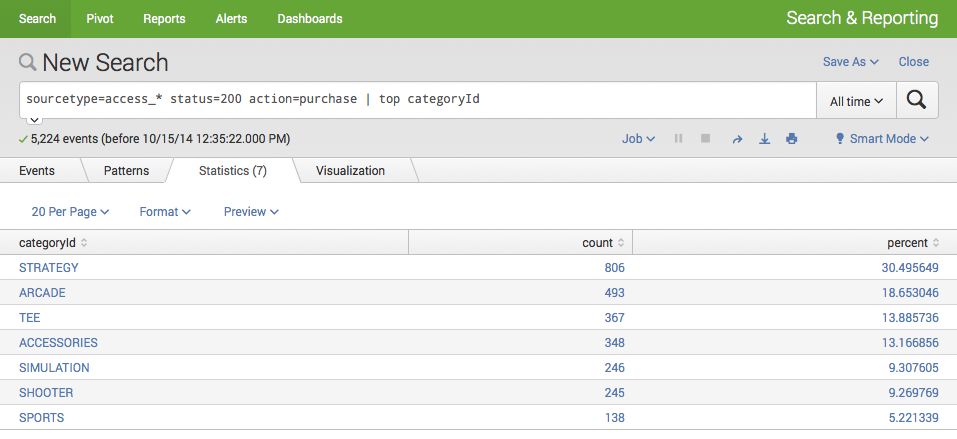 Search Pivot Reports Alerts Dashboards Search & Reporting
New Search Save As Close
sourcetype=access_* status=200 action=purchase | top categoryId All time
5,224 events (before 10/15/14 12:35:22.000 PM) Job Smart Mode
Events Patterns Statistics (7) Visualization
20 Per Page Format Preview
categoryId count percent
STRATEGY 806 30.495649
ARCADE 493 18.653046
TEE 367 13.885736
ACCESSORIES 348 13.166856
SIMULATION 246 9.307605
SHOOTER 245 9.269769
SPORTS 138 5.221339